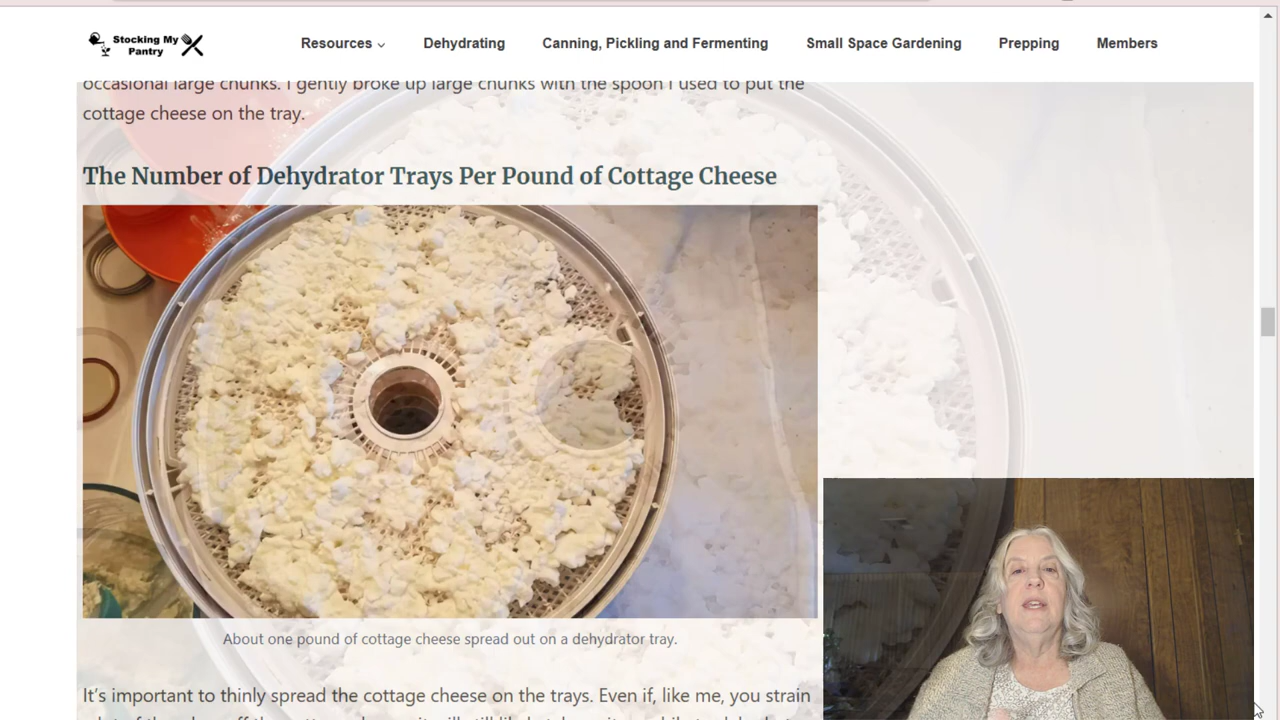 Stocking My
Pantry
Resources
Dehydrating
Canning, Pickling and Fermenting
Small Space Gardening
Prepping
Members
occasional large chunks. I gently broke up large chunks with the spoon I used to put the
cottage cheese on the tray.
The Number of Dehydrator Trays Per Pound of Cottage Cheese
About one pound of cottage cheese spread out on a dehydrator tray.
It's important to thinly spread the cottage cheese on the trays. Even if, like me, you strain